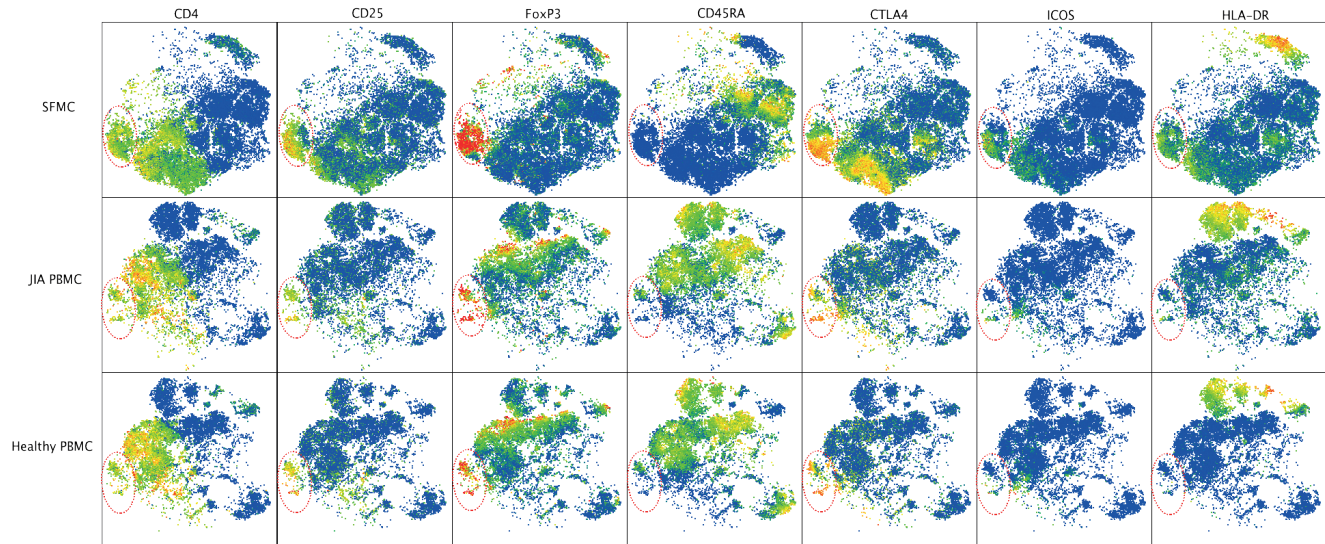 CD4 CD25 FoxP3 CD45RA CTLA4 ICOS HLA-DR
SFMC
JIA PBMC
Healthy PBMC